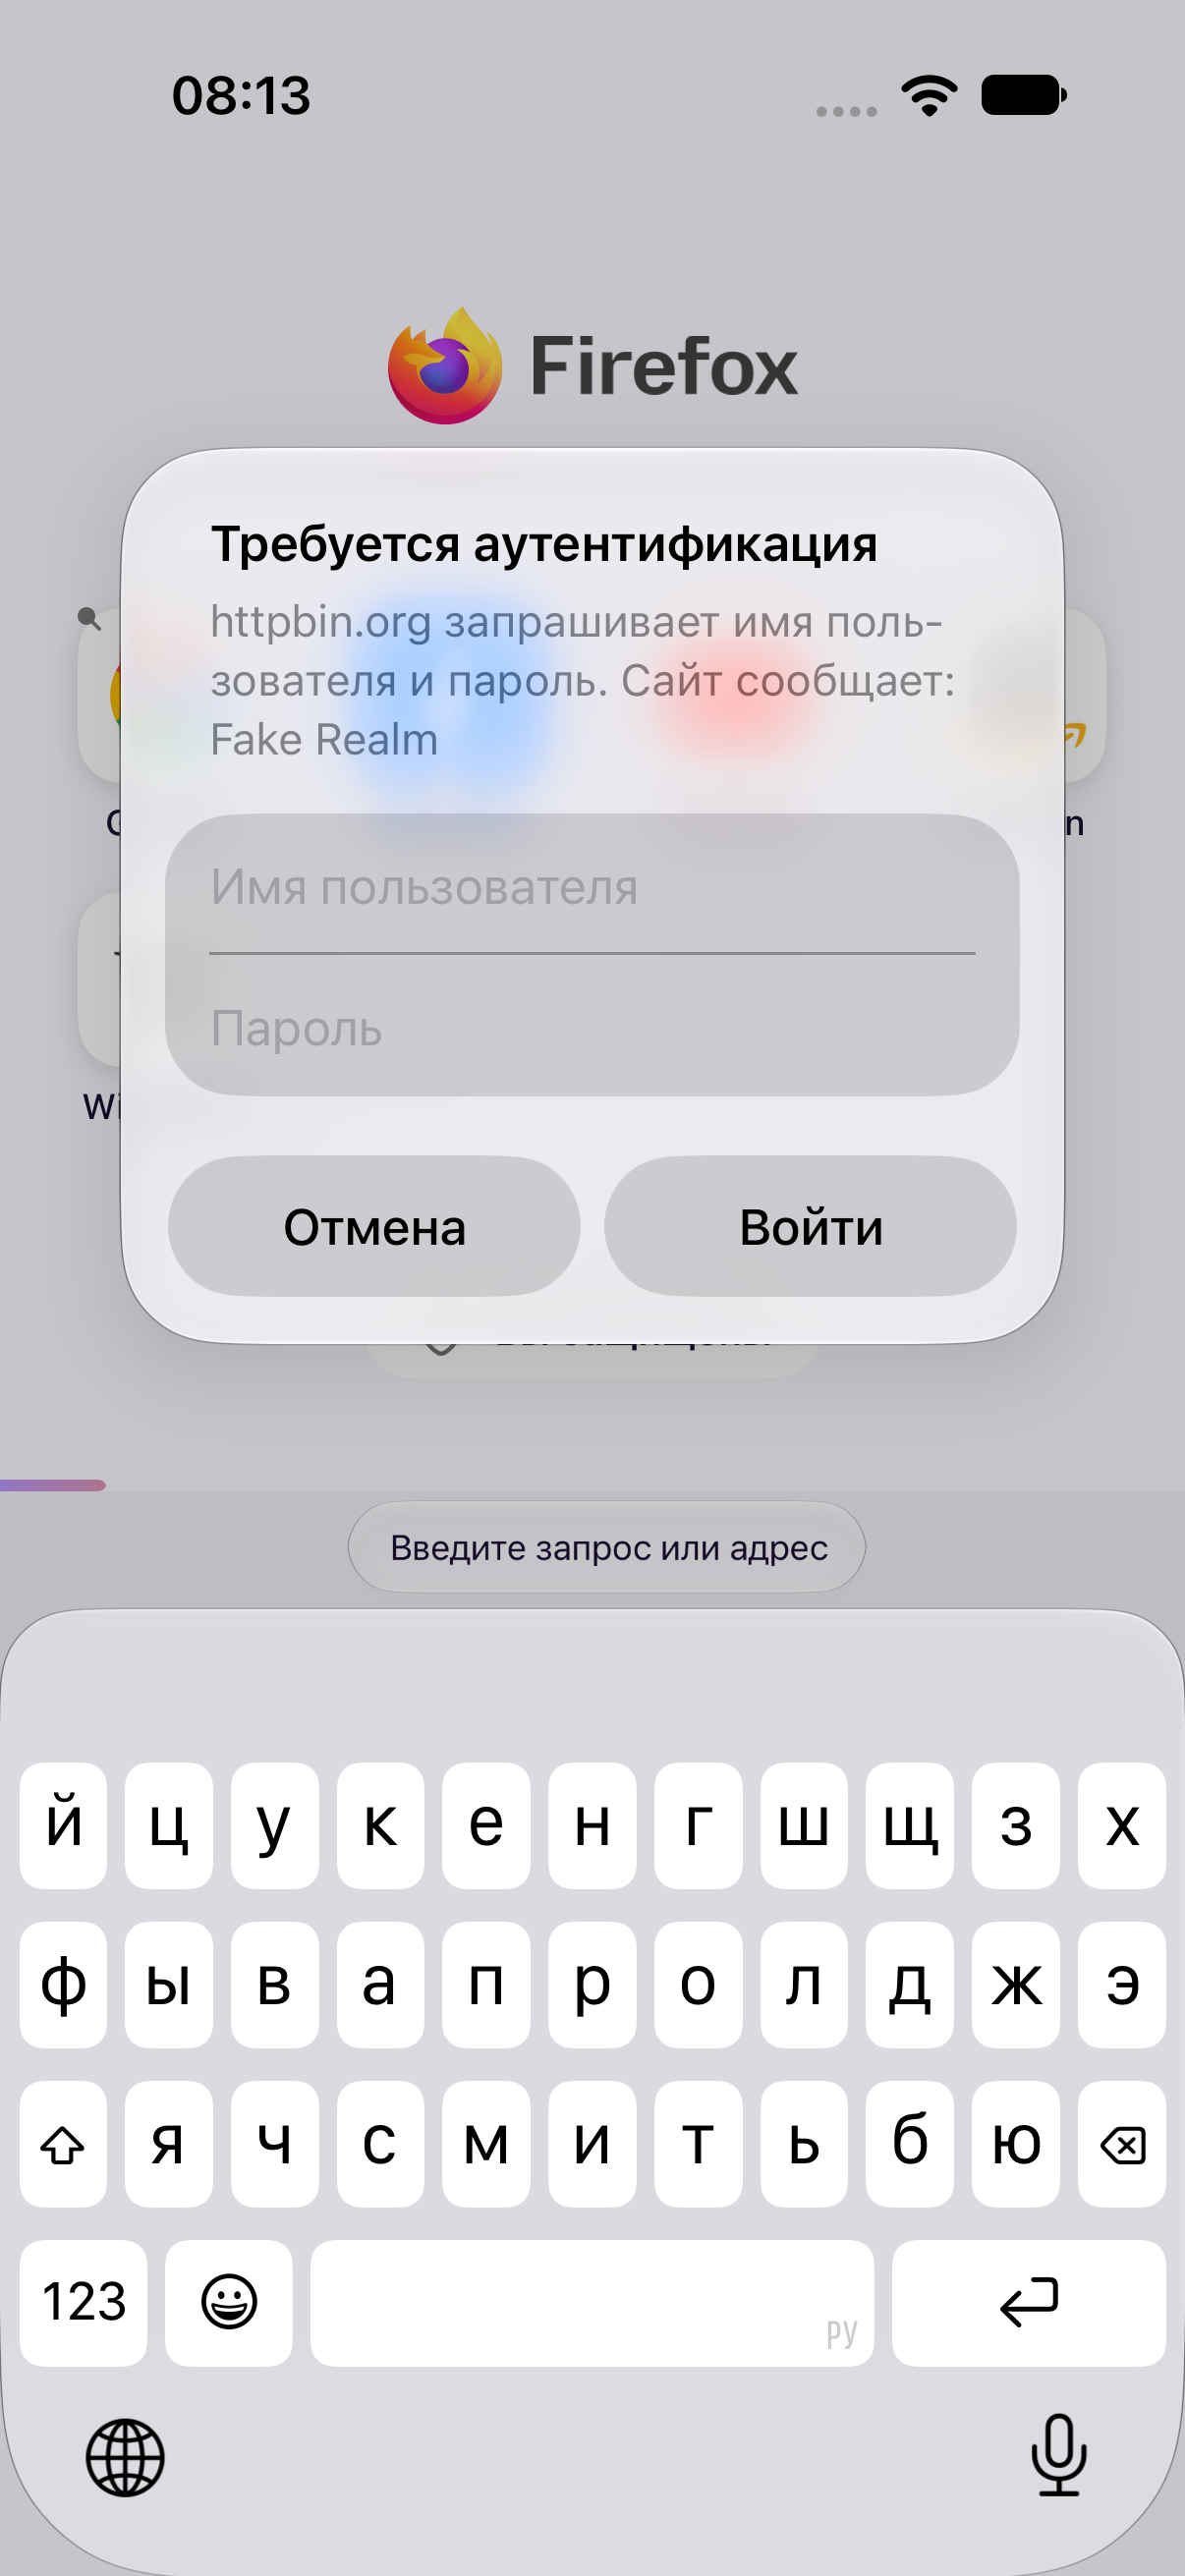 08:13
Firefox
Требуется аутентификация
httpbin.org запрашивает имя поль-
зователя и пароль. Сайт сообщает:
Fake Realm
Имя пользователя
Пароль
Отмена
Войти
Введите запрос или адрес
й ц у к е н г ш щ з х
ф ы в а п р о л д ж э
я ч с м и т ь б ю
123
РУ